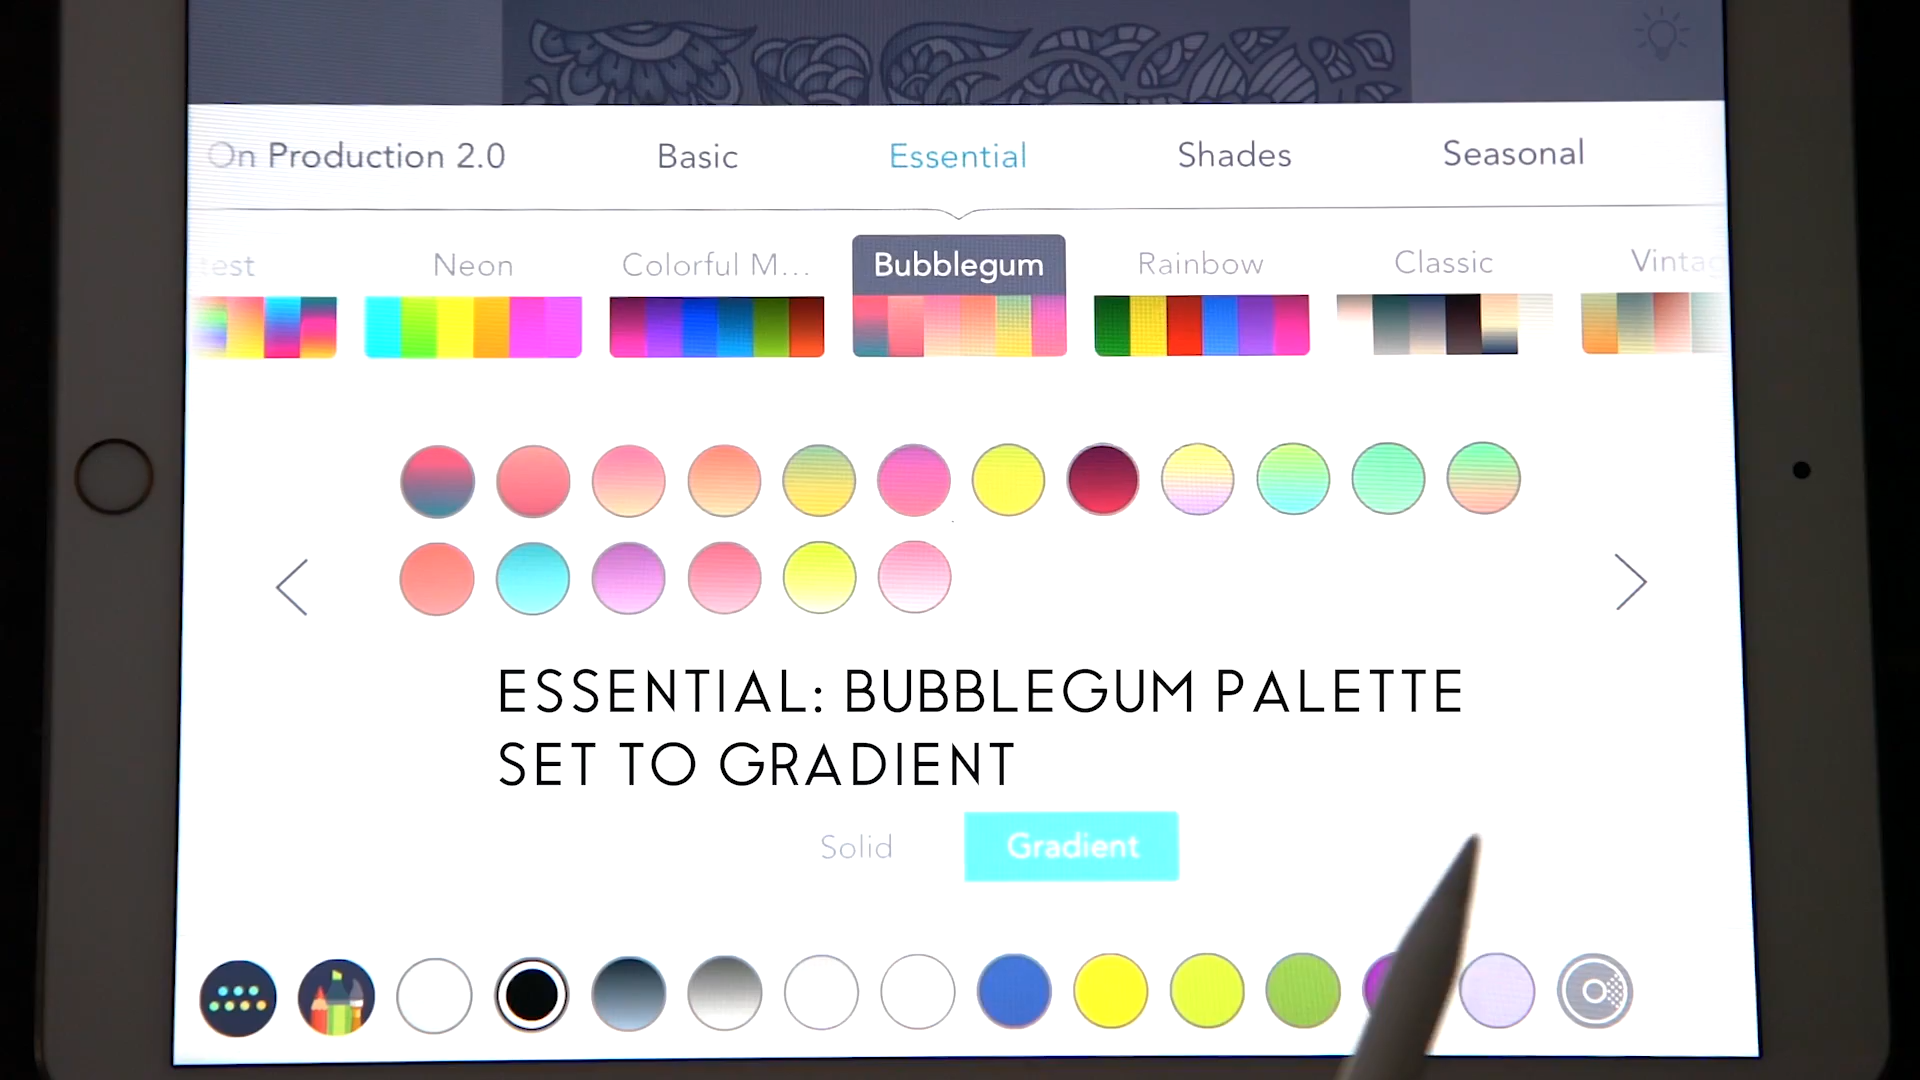 On Production 2.0 Basic Essential Shades Seasonal
Neon Colorful M... Bubblegum Rainbow Classic
ESSENTIAL: BUBBLEGUM PALETTE
SET TO GRADIENT
Solid Gradient